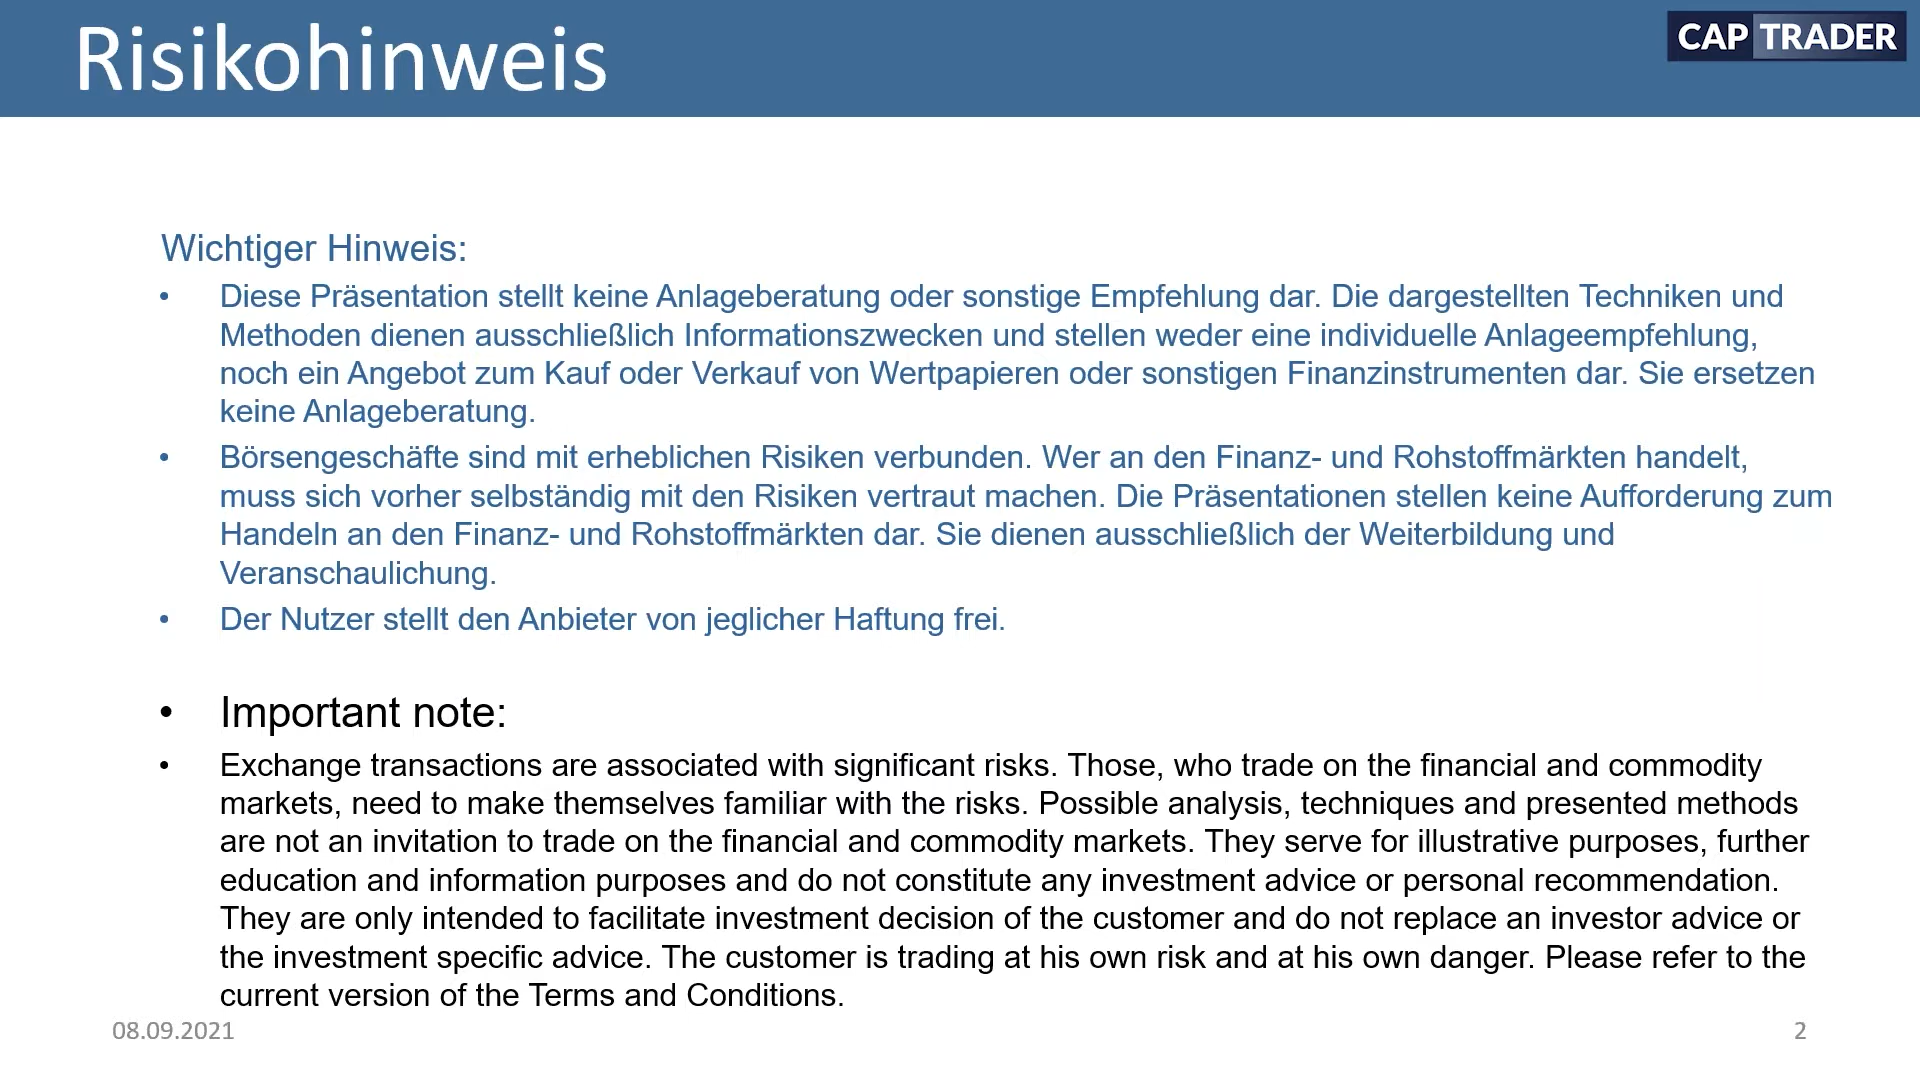 Risikohinweis
CAP TRADER
Wichtiger Hinweis:
• Diese Präsentation stellt keine Anlageberatung oder sonstige Empfehlung dar. Die dargestellten Techniken und
Methoden dienen ausschließlich Informationszwecken und stellen weder eine individuelle Anlageempfehlung,
noch ein Angebot zum Kauf oder Verkauf von Wertpapieren oder sonstigen Finanzinstrumenten dar. Sie ersetzen
keine Anlageberatung.
• Börsengeschäfte sind mit erheblichen Risiken verbunden. Wer an den Finanz- und Rohstoffmärkten handelt,
muss sich vorher selbständig mit den Risiken vertraut machen. Die Präsentationen stellen keine Aufforderung zum
Handeln an den Finanz- und Rohstoffmärkten dar. Sie dienen ausschließlich der Weiterbildung und
Veranschaulichung.
• Der Nutzer stellt den Anbieter von jeglicher Haftung frei.
• Important note:
• Exchange transactions are associated with significant risks. Those, who trade on the financial and commodity
markets, need to make themselves familiar with the risks. Possible analysis, techniques and presented methods
are not an invitation to trade on the financial and commodity markets. They serve for illustrative purposes, further
education and information purposes and do not constitute any investment advice or personal recommendation.
They are only intended to facilitate investment decision of the customer and do not replace an investor advice or
the investment specific advice. The customer is trading at his own risk and at his own danger. Please refer to the
current version of the Terms and Conditions.
08.09.2021
2